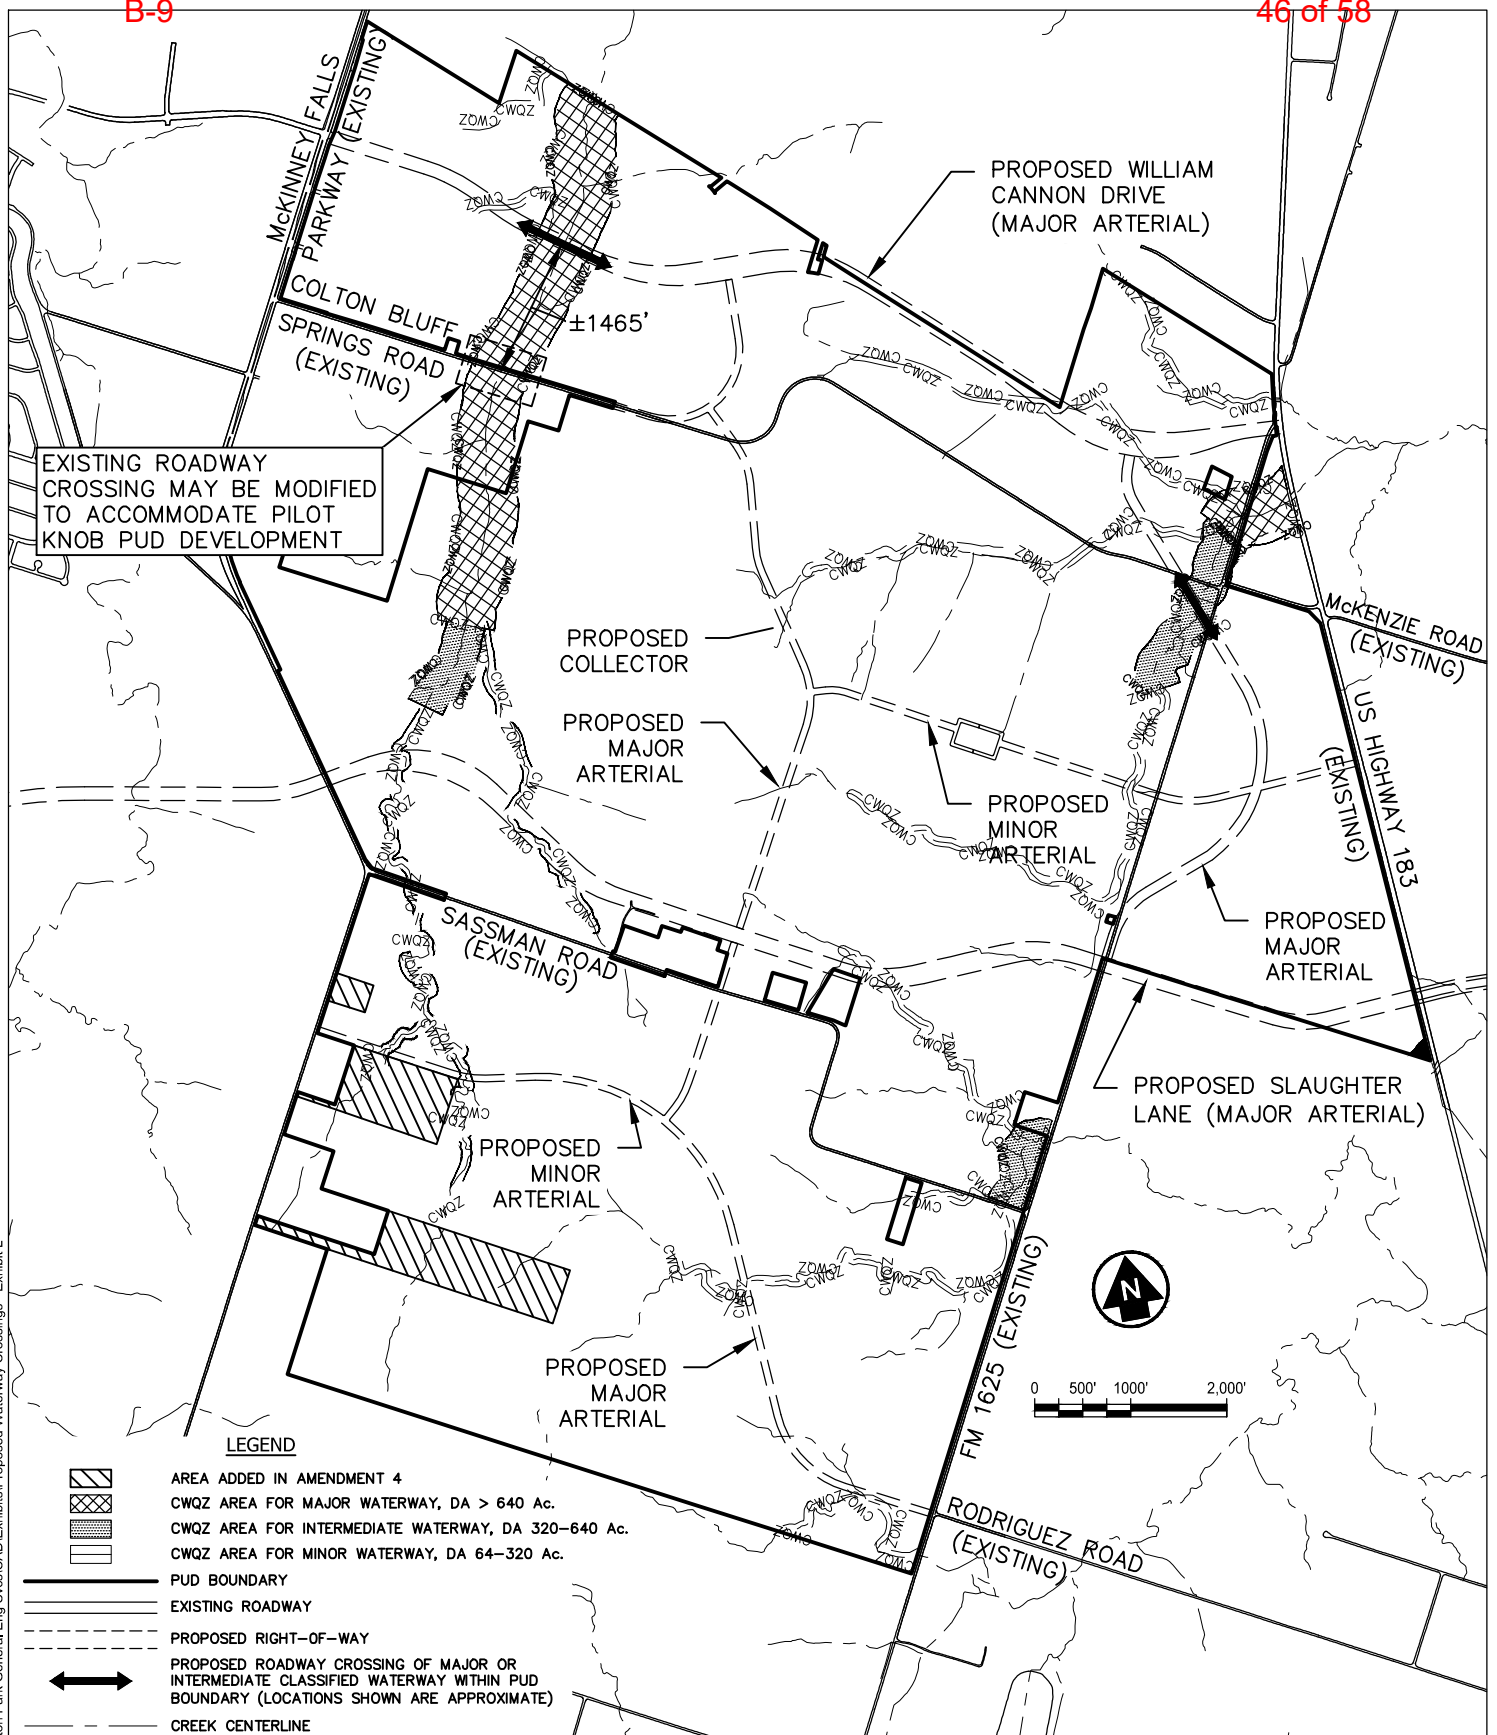 B-9
46 of 58
McKINNEY FALLS
PARKWAY (EXISTING)
PROPOSED WILLIAM
CANNON DRIVE
(MAJOR ARTERIAL)
COLTON BLUFF
SPRINGS ROAD
(EXISTING)
±1465'
EXISTING ROADWAY
CROSSING MAY BE MODIFIED
TO ACCOMMODATE PILOT
KNOB PUD DEVELOPMENT
McKENZIE ROAD
(EXISTING)
PROPOSED
COLLECTOR
PROPOSED
MAJOR
ARTERIAL
US HIGHWAY 183
(EXISTING)
PROPOSED
MINOR
ARTERIAL
SASSMAN ROAD
(EXISTING)
PROPOSED
MAJOR
ARTERIAL
PROPOSED SLAUGHTER
LANE (MAJOR ARTERIAL)
PROPOSED
MINOR
ARTERIAL
PROPOSED
MAJOR
ARTERIAL
FM 1625 (EXISTING)
N
0 500' 1000' 2,000'
RODRIGUEZ ROAD
(EXISTING)
CWQZ
LEGEND
AREA ADDED IN AMENDMENT 4
CWQZ AREA FOR MAJOR WATERWAY, DA > 640 Ac.
CWQZ AREA FOR INTERMEDIATE WATERWAY, DA 320-640 Ac.
CWQZ AREA FOR MINOR WATERWAY, DA 64-320 Ac.
PUD BOUNDARY
EXISTING ROADWAY
PROPOSED RIGHT-OF-WAY
PROPOSED ROADWAY CROSSING OF MAJOR OR
INTERMEDIATE CLASSIFIED WATERWAY WITHIN PUD
BOUNDARY (LOCATIONS SHOWN ARE APPROXIMATE)
CREEK CENTERLINE